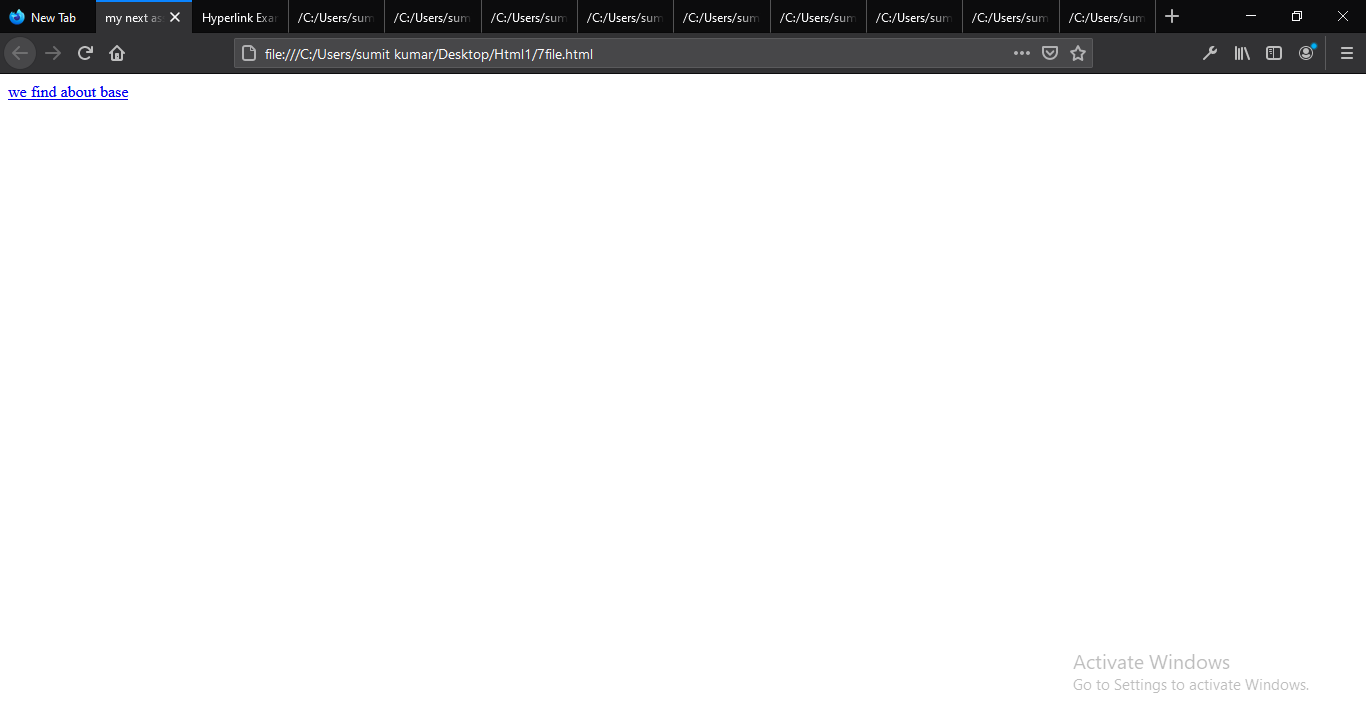 New Tab
my next as
Hyperlink Exar
/C:/Users/sum
/C:/Users/sum
/C:/Users/sum
/C:/Users/sum
/C:/Users/sum
/C:/Users/sum
/C:/Users/sum
/C:/Users/sum
/C:/Users/sum
file:///C:/Users/sumit kumar/Desktop/Html1/7file.html
we find about base
Activate Windows
Go to Settings to activate Windows.